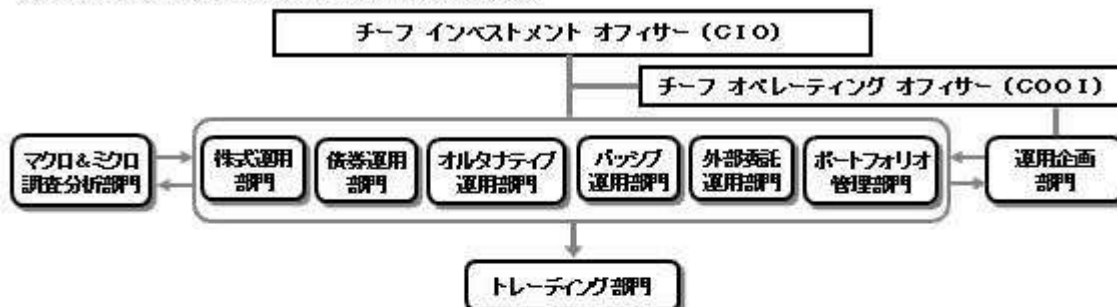 チーフ インベストメント オフィサー (CIO)
チーフ オペレーティング オフィサー (COOI)
マクロ&ミクロ
調査分析部門
株式運用
部門
債券運用
部門
オルタナティブ
運用部門
パッシブ
運用部門
外部委託
運用部門
ポートフォリオ
管理部門
運用企画
部門
トレーディング部門